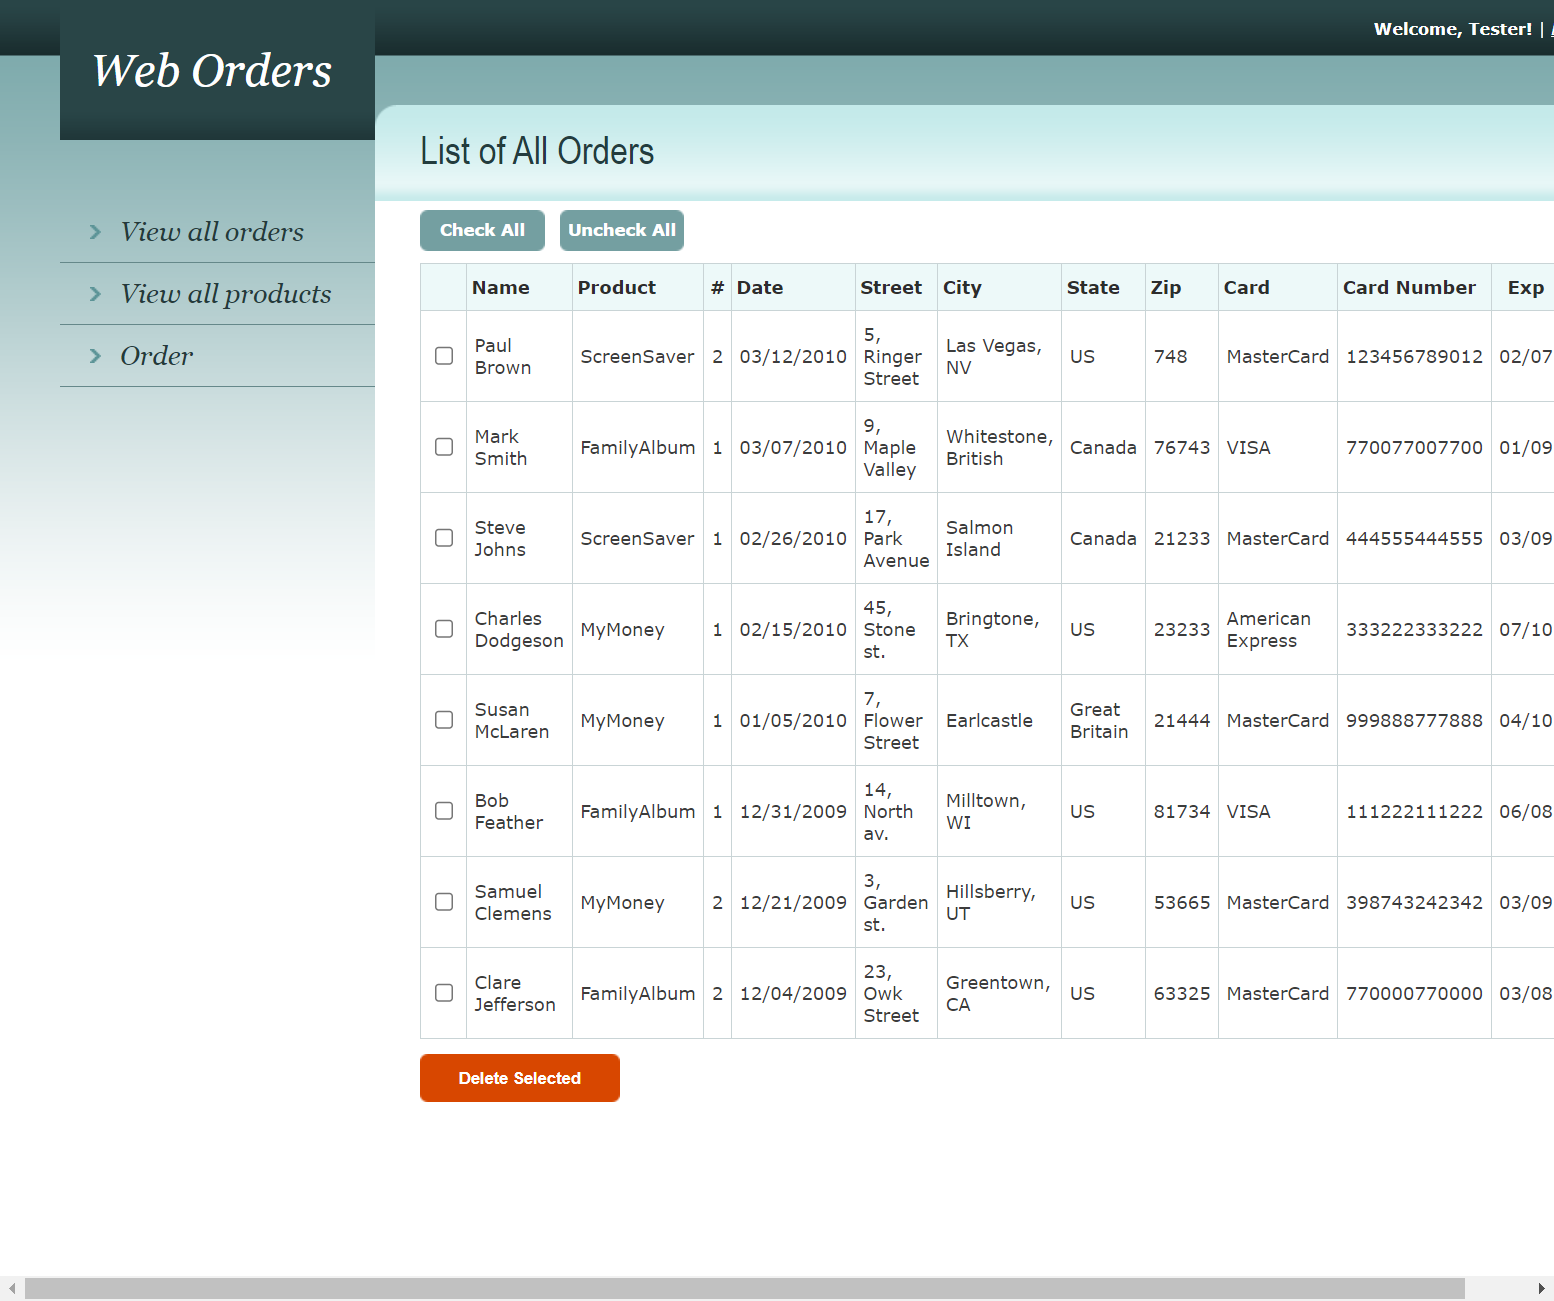 Welcome, Tester! |
Web Orders
List of All Orders
View all orders
View all products
Order
Check All Uncheck All
Name Product # Date Street City State Zip Card Card Number Exp
Paul Brown ScreenSaver 2 03/12/2010 5, Ringer Street Las Vegas, NV US 748 MasterCard 123456789012 02/07
Mark Smith FamilyAlbum 1 03/07/2010 9, Maple Valley Whitestone, British Canada 76743 VISA 770077007700 01/09
Steve Johns ScreenSaver 1 02/26/2010 17, Park Avenue Salmon Island Canada 21233 MasterCard 444555444555 03/09
Charles Dodgeson MyMoney 1 02/15/2010 45, Stone st. Bringtone, TX US 23233 American Express 333222333222 07/10
Susan McLaren MyMoney 1 01/05/2010 7, Flower Street Earlcastle Great Britain 21444 MasterCard 999888777888 04/10
Bob Feather FamilyAlbum 1 12/31/2009 14, North av. Milltown, WI US 81734 VISA 111222111222 06/08
Samuel Clemens MyMoney 2 12/21/2009 3, Garden st. Hillsberry, UT US 53665 MasterCard 398743242342 03/09
Clare Jefferson FamilyAlbum 2 12/04/2009 23, Owk Street Greentown, CA US 63325 MasterCard 770000770000 03/08
Delete Selected